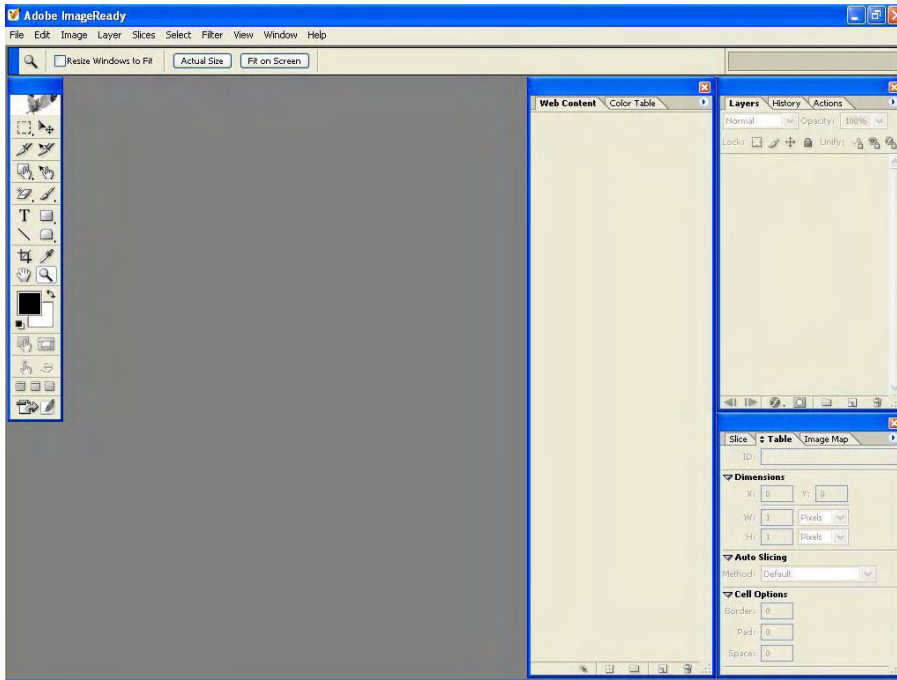 Adobe ImageReady
File Edit Image Layer Slices Select Filter View Window Help
Resize Windows to Fit Actual Size Fit on Screen
Web Content Color Table
Layers History Actions
Normal Opacity: 100%
Lock: Unify:
T
Slice Table Image Map
ID:
Dimensions
X: 0 Y: 0
W: 1 Pixels
H: 1 Pixels
Auto Slicing
Method: Default
Cell Options
Border: 0
Pad: 0
Space: 0